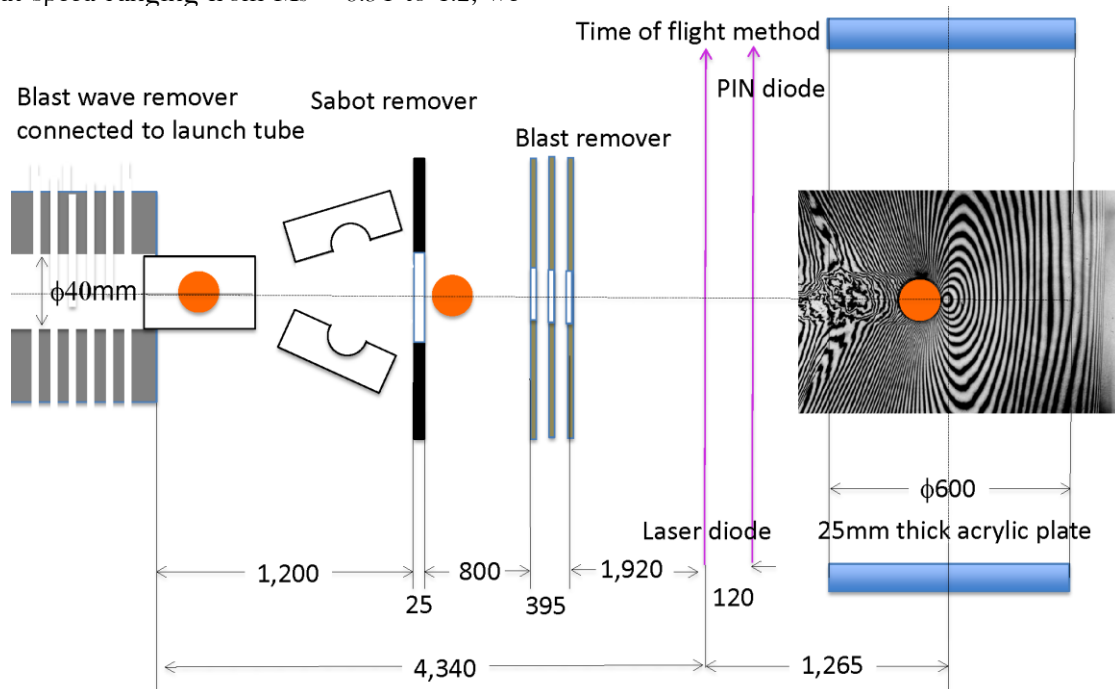 Time of flight method
PIN diode
Blast wave remover
connected to launch tube
Sabot remover
Blast remover
ϕ40mm
ϕ600
Laser diode
25mm thick acrylic plate
1,200
800
1,920
25
395
120
4,340
1,265